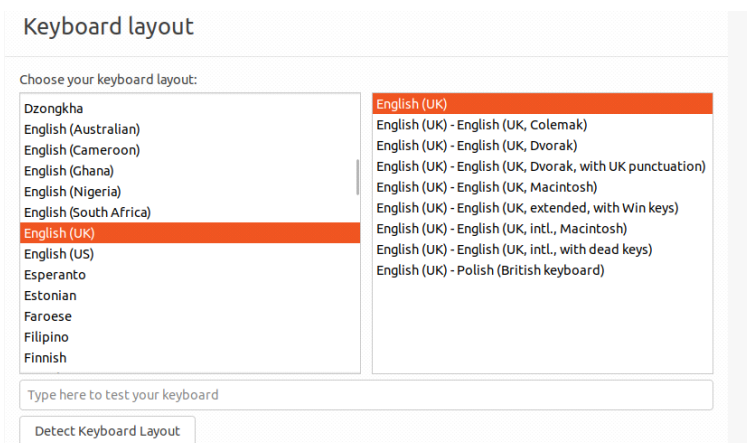 Keyboard layout
Choose your keyboard layout:
Dzongkha
English (Australian)
English (Cameroon)
English (Ghana)
English (Nigeria)
English (South Africa)
English (UK)
English (US)
Esperanto
Estonian
Faroese
Filipino
Finnish
English (UK)
English (UK) - English (UK, Colemak)
English (UK) - English (UK, Dvorak)
English (UK) - English (UK, Dvorak, with UK punctuation)
English (UK) - English (UK, Macintosh)
English (UK) - English (UK, extended, with Win keys)
English (UK) - English (UK, intl., Macintosh)
English (UK) - English (UK, intl., with dead keys)
English (UK) - Polish (British keyboard)
Type here to test your keyboard
Detect Keyboard Layout